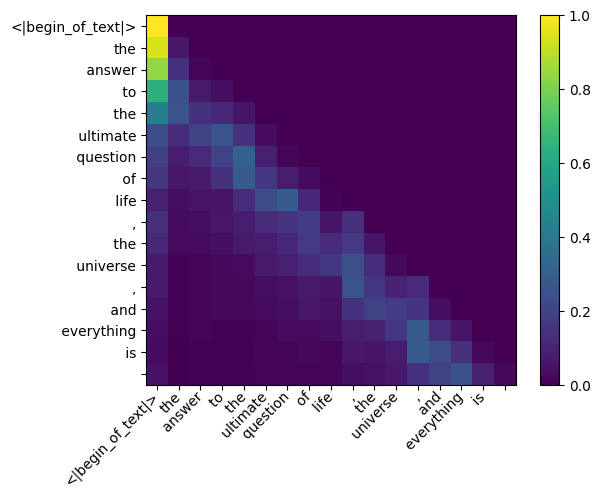 <|begin_of_text|>
the
answer
to
the
ultimate
question
of
life
,
the
universe
,
and
everything
is
1.0
0.8
0.6
0.4
0.2
0.0
<|begin_of_text|>
the
answer
to
the
ultimate
question
of
life
,
the
universe
,
and
everything
is